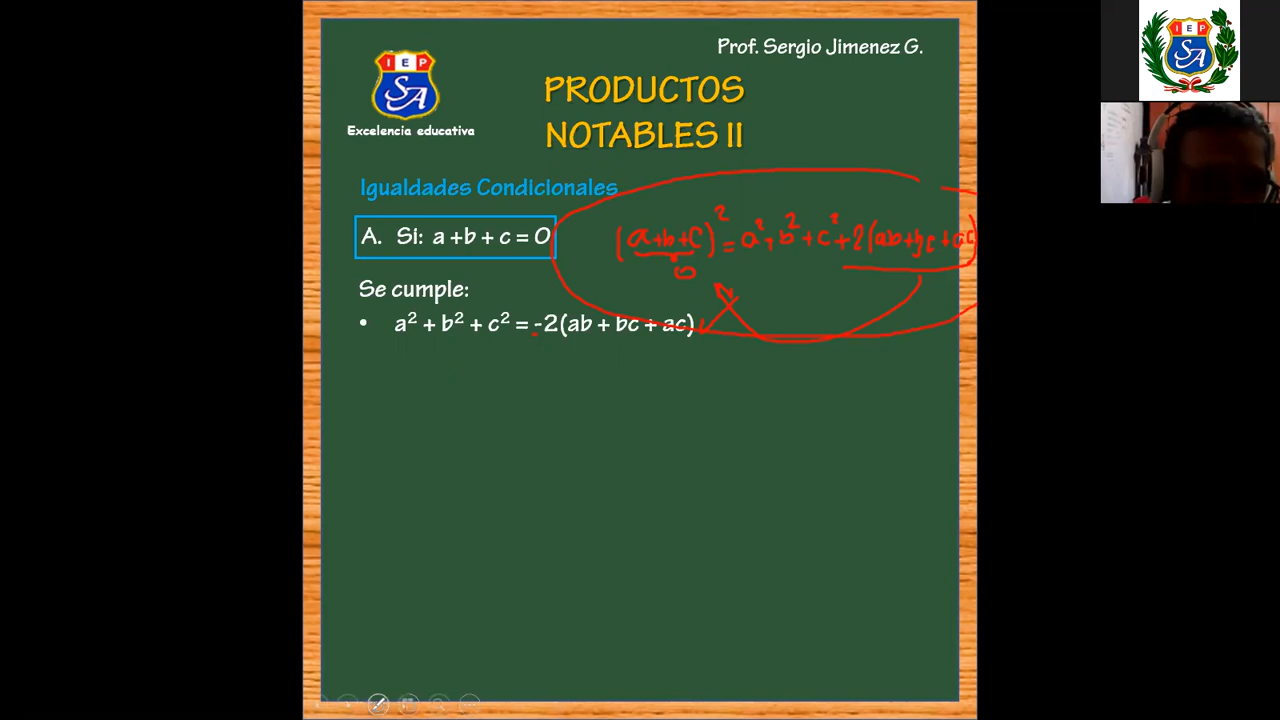 Prof. Sergio Jimenez G.
I E P
SA
Excelencia educativa
PRODUCTOS
NOTABLES II
Igualdades Condicionales
A. Si: a +b + c = 0
(a+b+c)² = a² + b² + c² + 2(ab+bc+ac)
0
Se cumple:
• a² + b² + c² = -2(ab + bc + ac)
I E P
SA